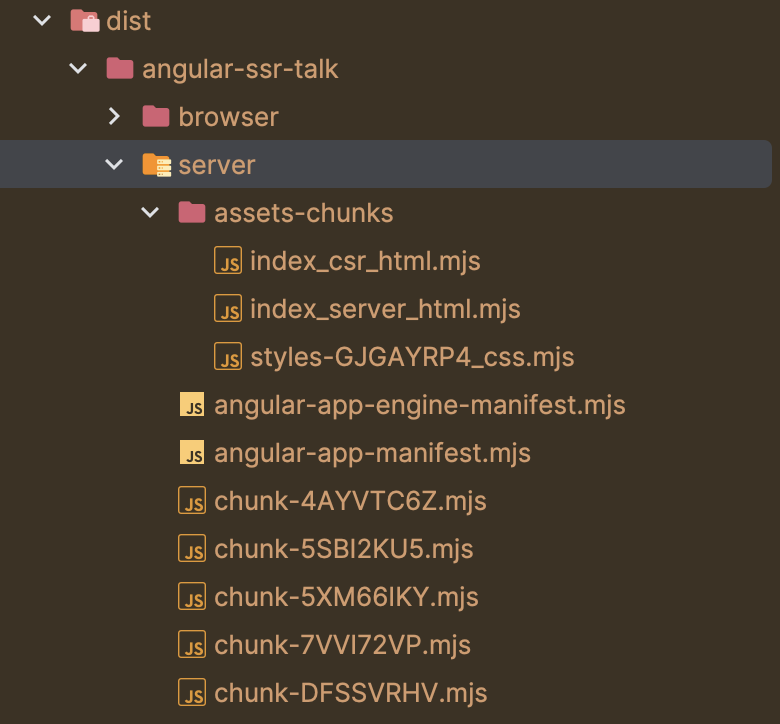 dist
angular-ssr-talk
browser
server
assets-chunks
JS index_csr_html.mjs
JS index_server_html.mjs
JS styles-GJGAYRP4_css.mjs
JS angular-app-engine-manifest.mjs
JS angular-app-manifest.mjs
JS chunk-4AYVTC6Z.mjs
JS chunk-5SBI2KU5.mjs
JS chunk-5XM66IKY.mjs
JS chunk-7VVI72VP.mjs
JS chunk-DFSSVRHV.mjs